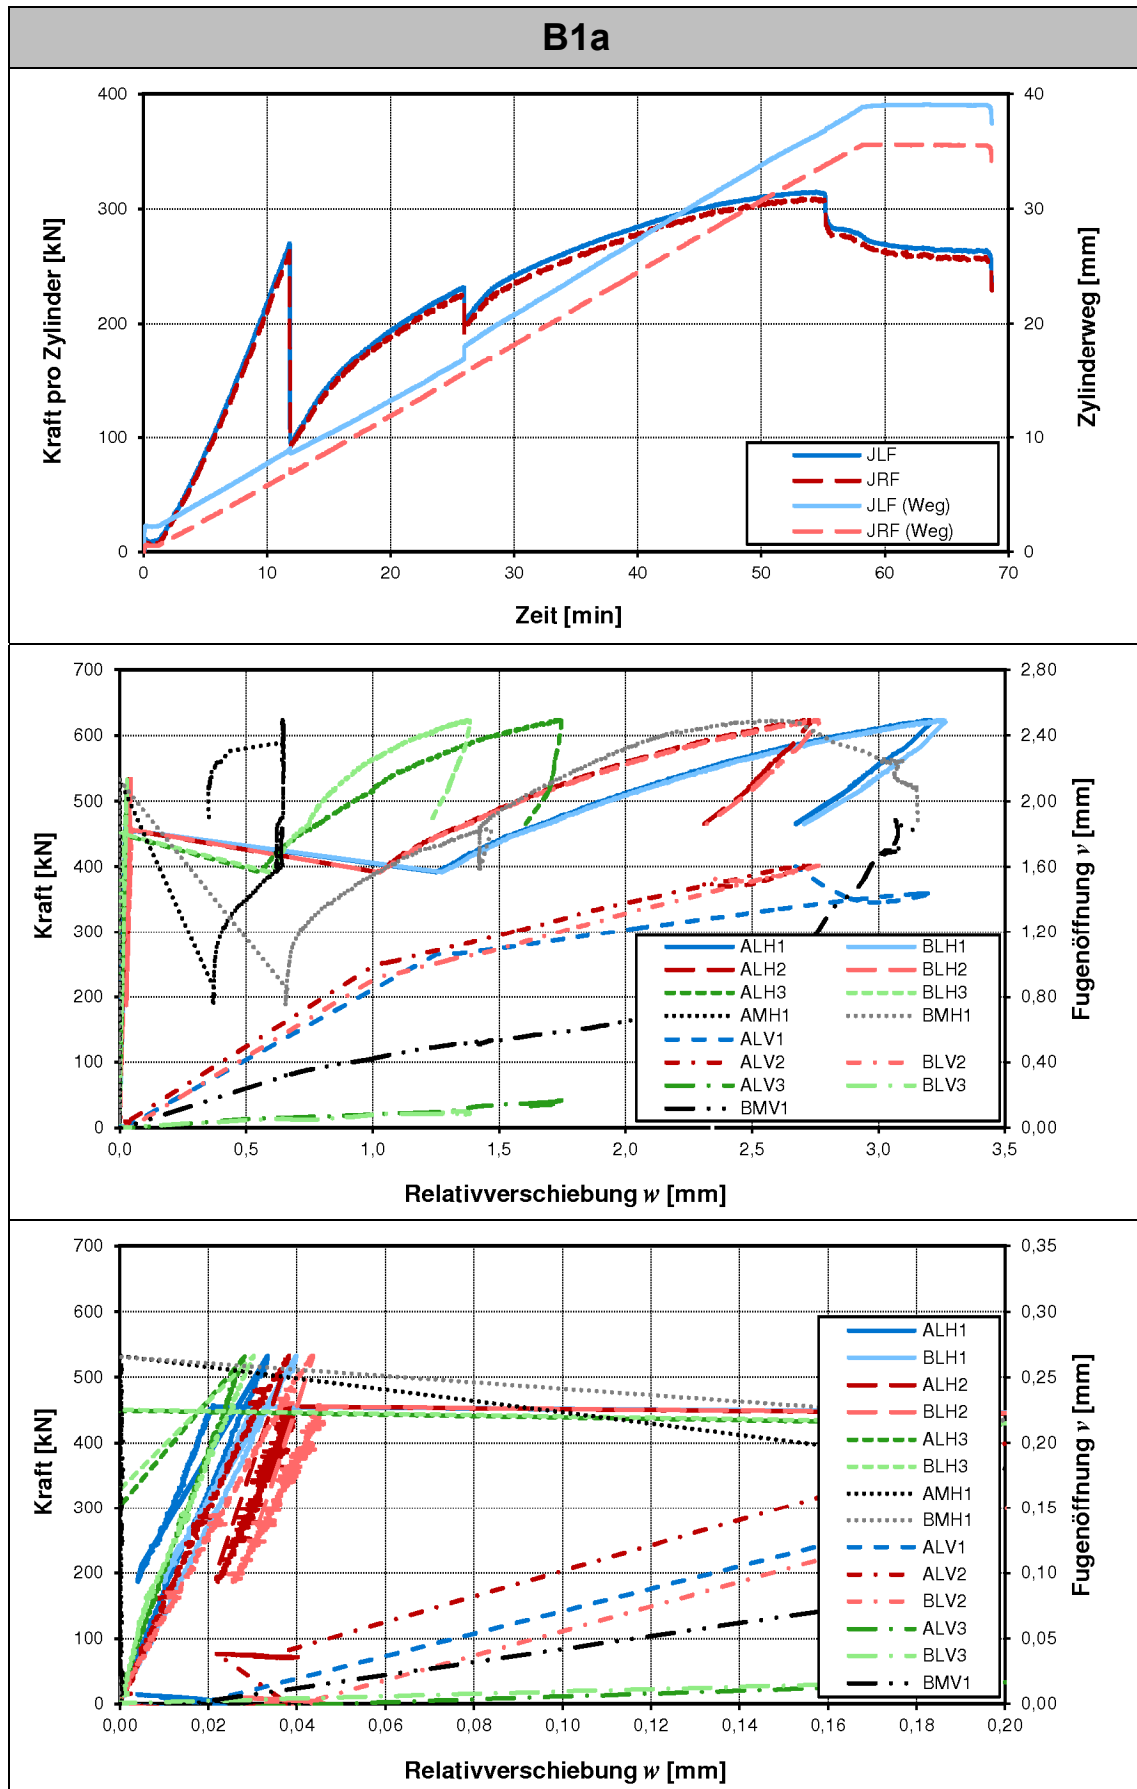 B1a
400 40
300 30
200 20
100 10
0 0
0 10 20 30 40 50 60 70
Kraft pro Zylinder [kN]
Zylinderweg [mm]
Zeit [min]
JLF
JRF
JLF (Weg)
JRF (Weg)
700 2,80
600 2,40
500 2,00
400 1,60
300 1,20
200 0,80
100 0,40
0 0,00
0,0 0,5 1,0 1,5 2,0 2,5 3,0 3,5
Kraft [kN]
Fugenöffnung v [mm]
Relativverschiebung w [mm]
ALH1 BLH1
ALH2 BLH2
ALH3 BLH3
AMH1 BMH1
ALV1
ALV2 BLV2
ALV3 BLV3
BMV1
700 0,35
600 0,30
500 0,25
400 0,20
300 0,15
200 0,10
100 0,05
0 0,00
0,00 0,02 0,04 0,06 0,08 0,10 0,12 0,14 0,16 0,18 0,20
Kraft [kN]
Fugenöffnung v [mm]
Relativverschiebung w [mm]
ALH1
BLH1
ALH2
BLH2
ALH3
BLH3
AMH1
BMH1
ALV1
ALV2
BLV2
ALV3
BLV3
BMV1